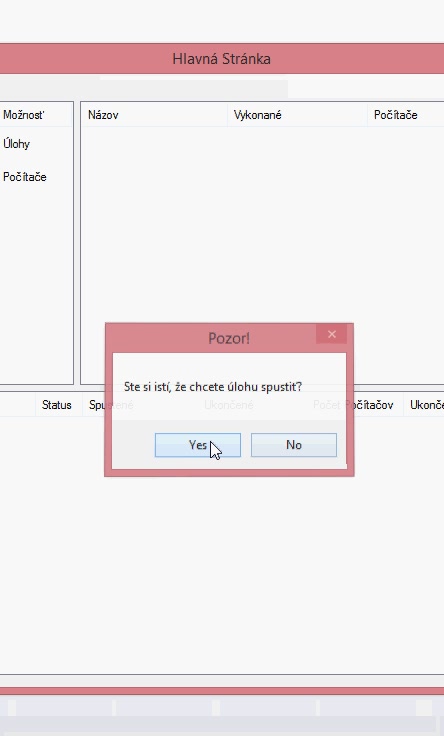 Hlavná Stránka
Možnosť
Názov Vykonané Počítače
Úlohy
Počítače
Pozor!
Ste si istí, že chcete úlohu spustiť?
Status Spustené Ukončené Počet Počítačov
Yes No